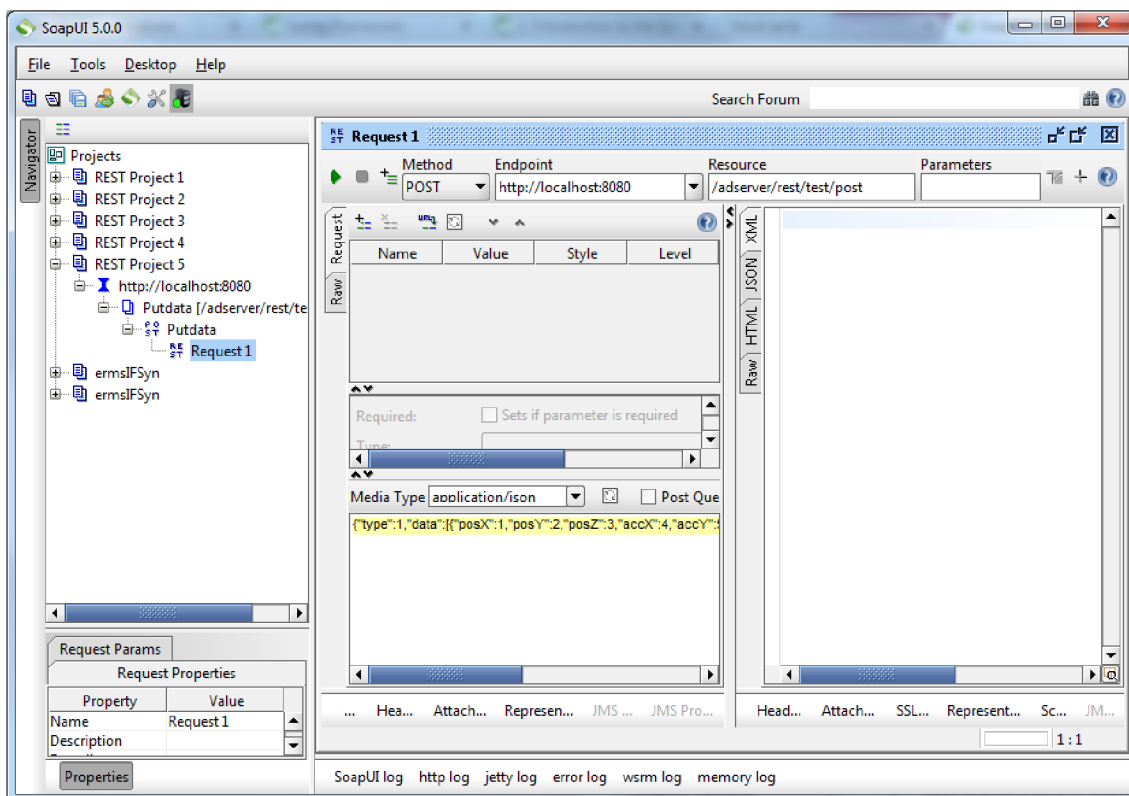 SoapUI 5.0.0
File Tools Desktop Help
Search Forum
Navigator
Projects
REST Project 1
REST Project 2
REST Project 3
REST Project 4
REST Project 5
http://localhost:8080
Putdata [/adserver/rest/te
Putdata
Request 1
ermsIFSyn
ermsIFSyn
Request Params
Request Properties
Property Value
Name Request 1
Description
Properties
Request 1
Method Endpoint Resource Parameters
POST http://localhost:8080 /adserver/rest/test/post
Request
Raw
Name Value Style Level
Required: Sets if parameter is required
Type:
Media Type application/json Post Que
{"type":1,"data":[{"posX":1,"posY":2,"posZ":3,"accX":4,"accY":
... Hea... Attach... Represen... JMS ... JMS Pro...
XML
JSON
HTML
Raw
Head... Attach... SSL... Represent... Sc... JM...
1:1
SoapUI log http log jetty log error log wsrm log memory log